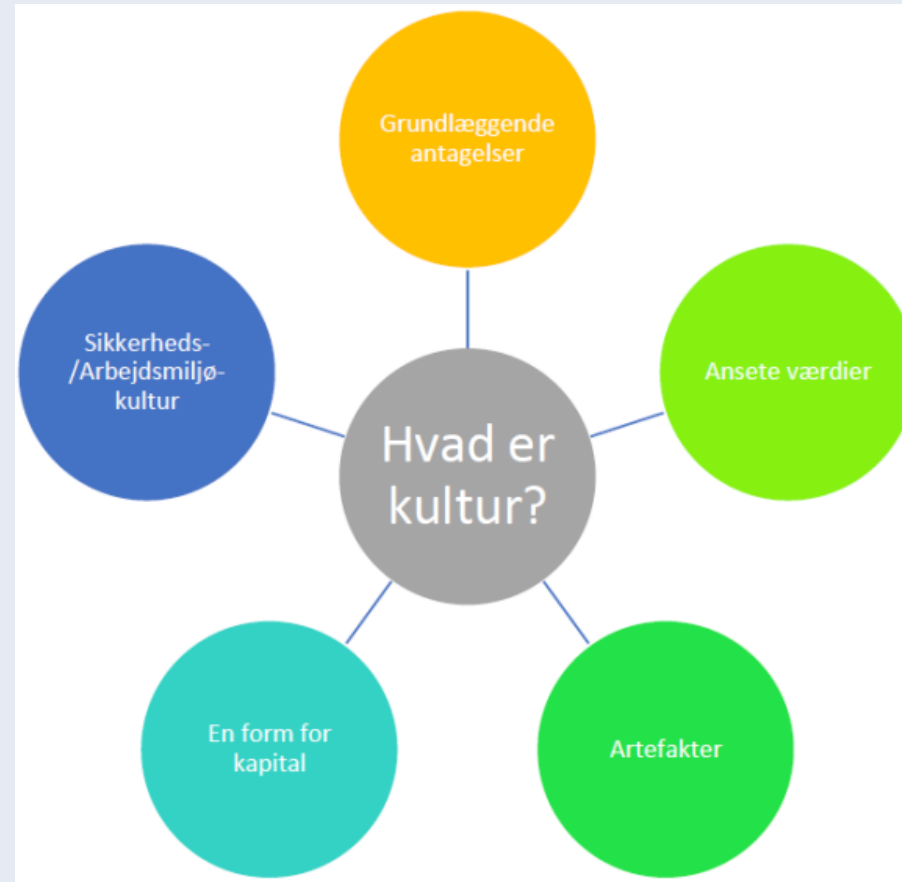 Grundlæggende
antagelser
Sikkerheds-
/Arbejdsmiljø-
kultur
Ansete værdier
Hvad er
kultur?
En form for
kapital
Artefakter